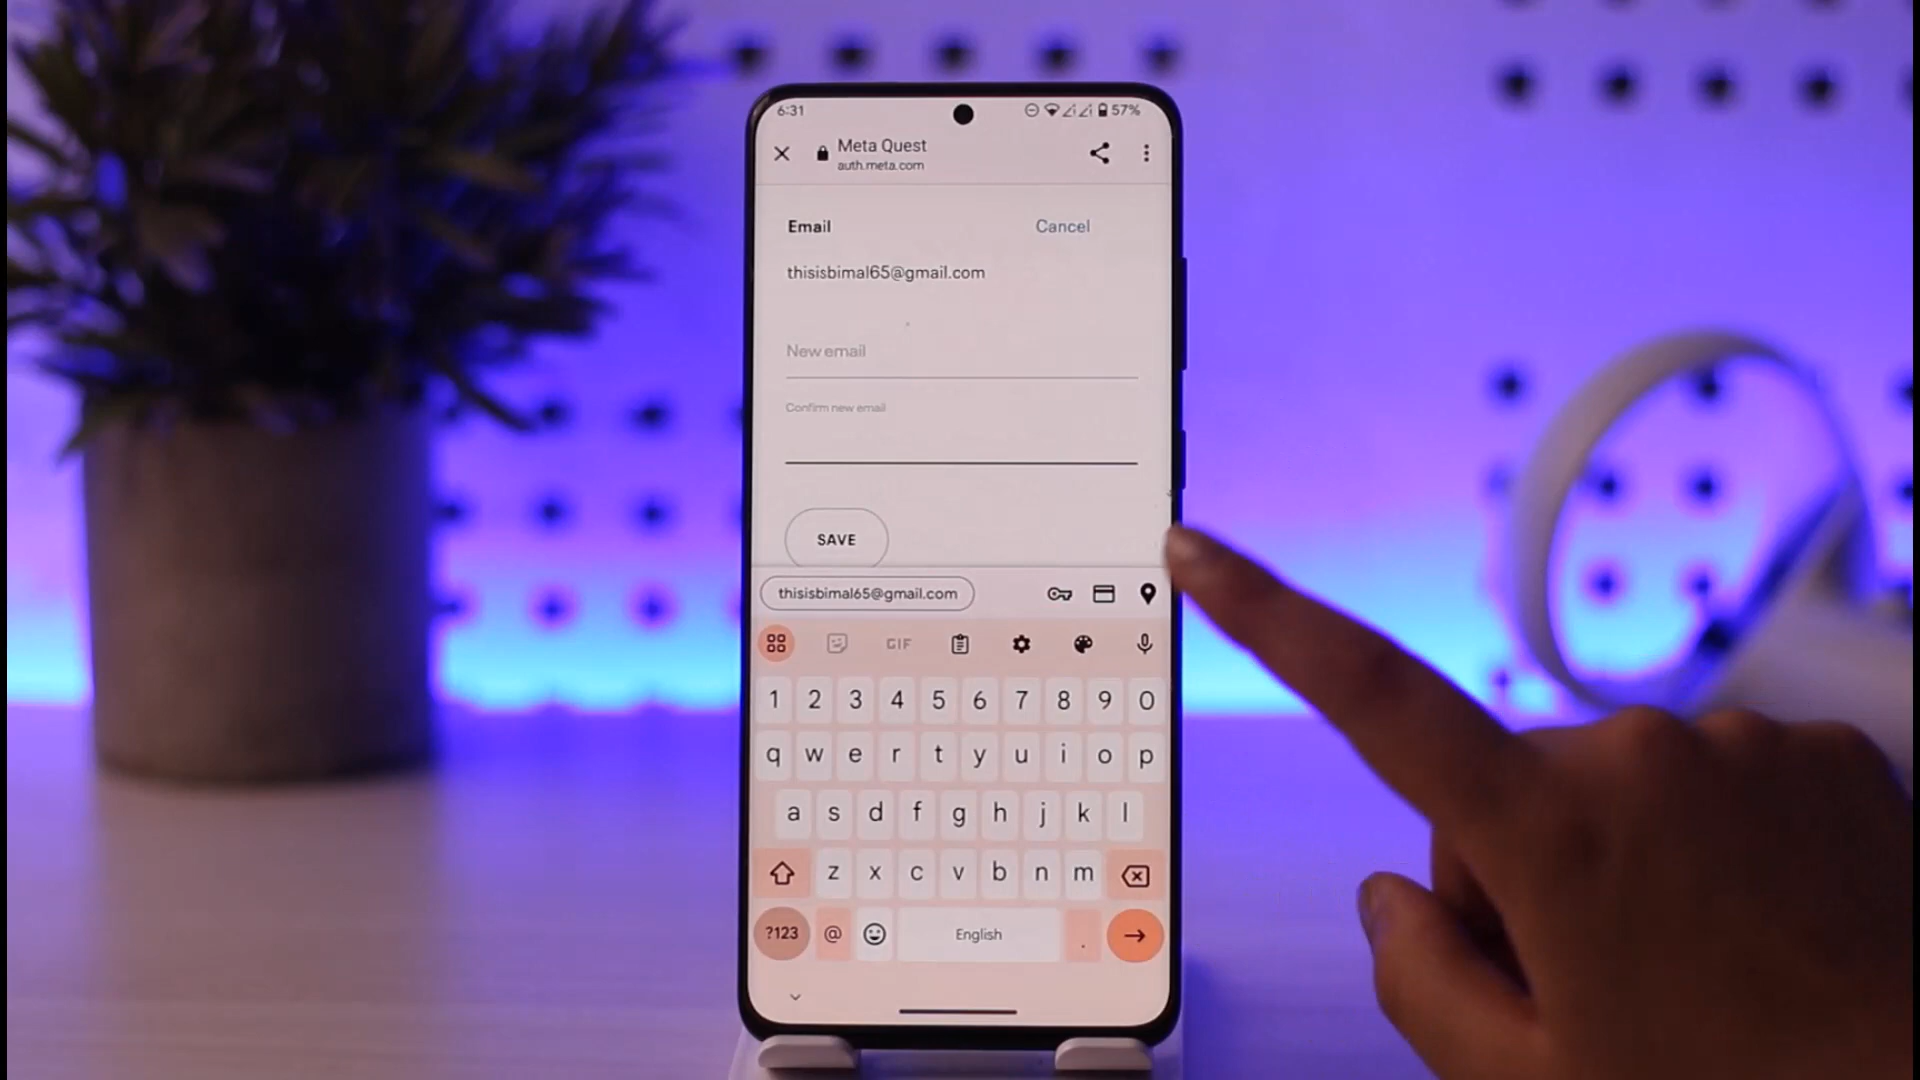 6:31 57%
Meta Quest
auth.meta.com
Email Cancel
thisisbimal65@gmail.com
New email
Confirm new email
SAVE
thisisbimal65@gmail.com
GIF
1 2 3 4 5 6 7 8 9 0
q w e r t y u i o p
a s d f g h j k l
z x c v b n m
?123 @ English .